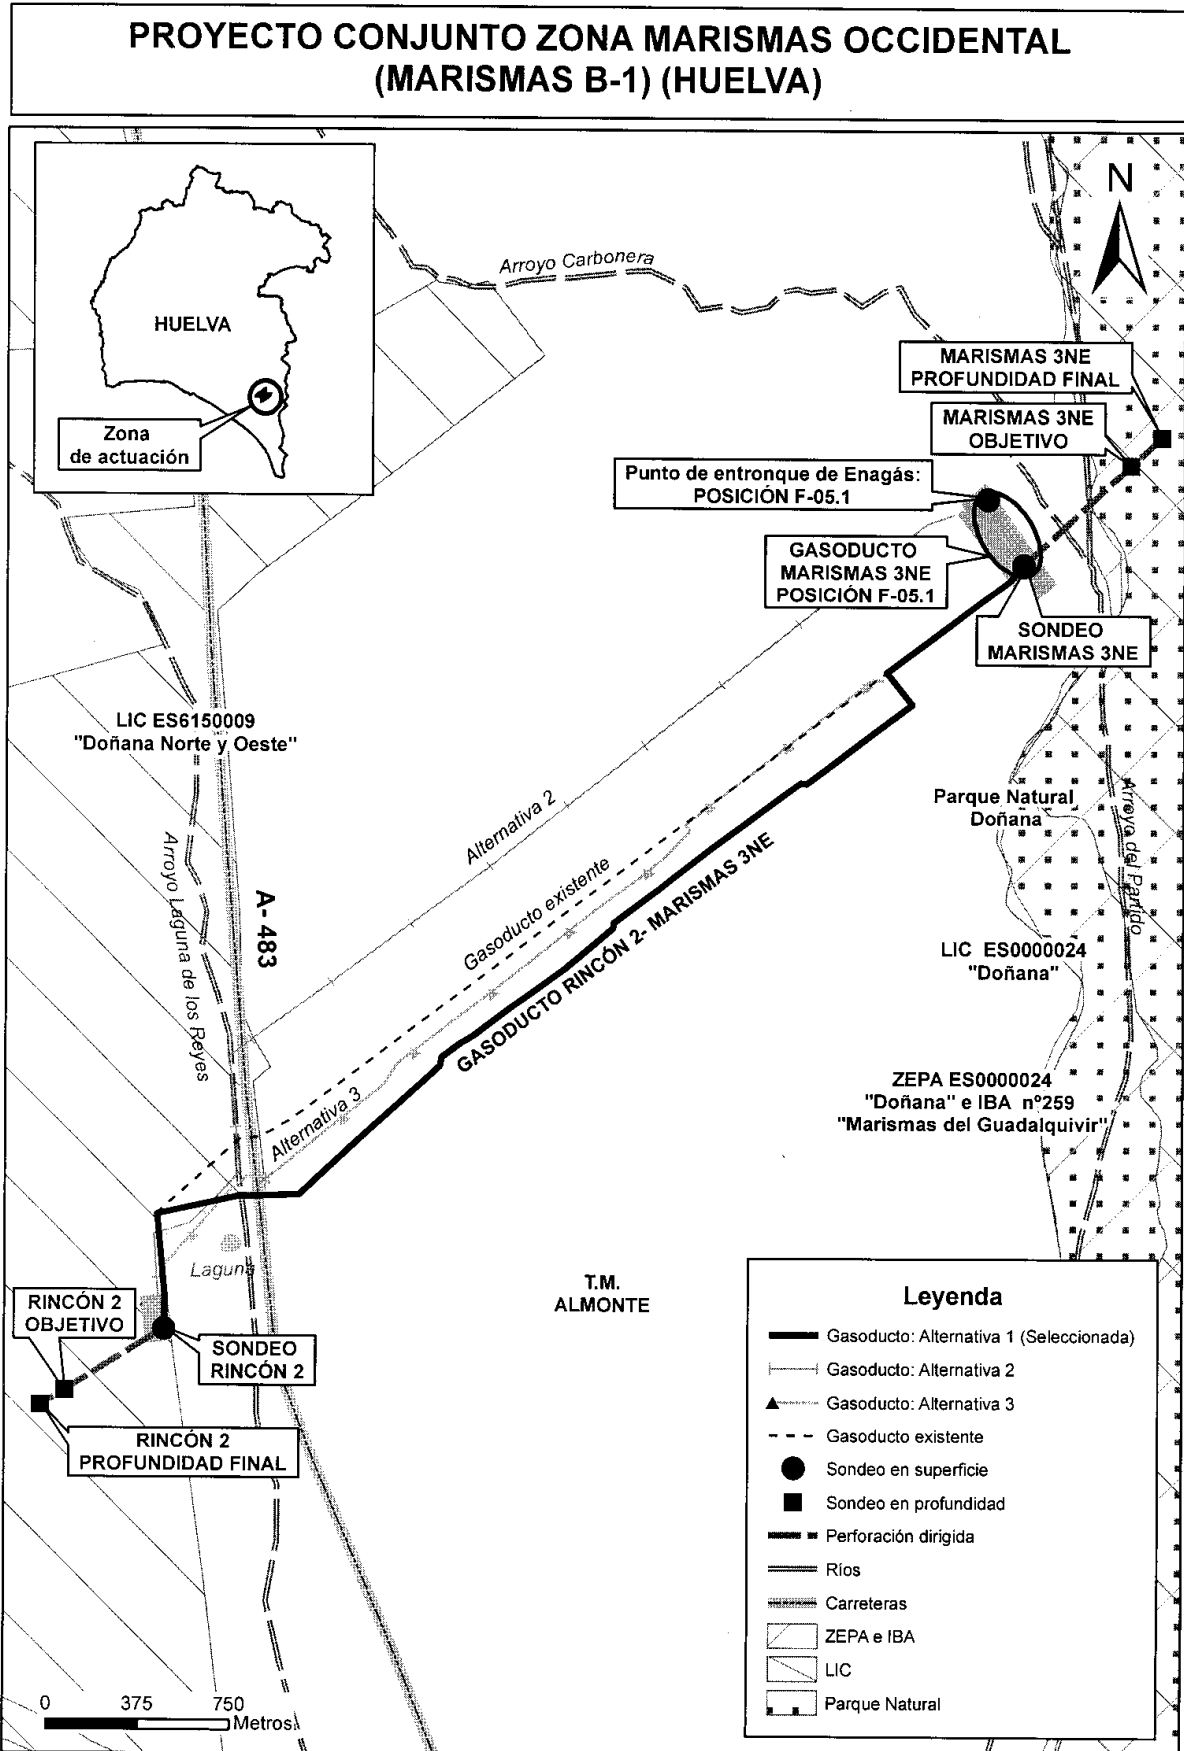 PROYECTO CONJUNTO ZONA MARISMAS OCCIDENTAL
(MARISMAS B-1) (HUELVA)
HUELVA
Zona
de actuación
Arroyo Carbonera
N
MARISMAS 3NE
PROFUNDIDAD FINAL
MARISMAS 3NE
OBJETIVO
Punto de entronque de Enagás:
POSICIÓN F-05.1
GASODUCTO
MARISMAS 3NE
POSICIÓN F-05.1
SONDEO
MARISMAS 3NE
LIC ES6150009
"Doñana Norte y Oeste"
Arroyo Laguna de los Reyes
A-483
Alternativa 2
Gasoducto existente
GASODUCTO RINCÓN 2- MARISMAS 3NE
Alternativa 3
Parque Natural
Doñana
Arroyo del Partido
LIC ES0000024
"Doñana"
ZEPA ES0000024
"Doñana" e IBA nº259
"Marismas del Guadalquivir"
Laguna
RINCÓN 2
OBJETIVO
SONDEO
RINCÓN 2
RINCÓN 2
PROFUNDIDAD FINAL
T.M.
ALMONTE
Leyenda
Gasoducto: Alternativa 1 (Seleccionada)
Gasoducto: Alternativa 2
Gasoducto: Alternativa 3
Gasoducto existente
Sondeo en superficie
Sondeo en profundidad
Perforación dirigida
Ríos
Carreteras
ZEPA e IBA
LIC
Parque Natural
0 375 750
Metros